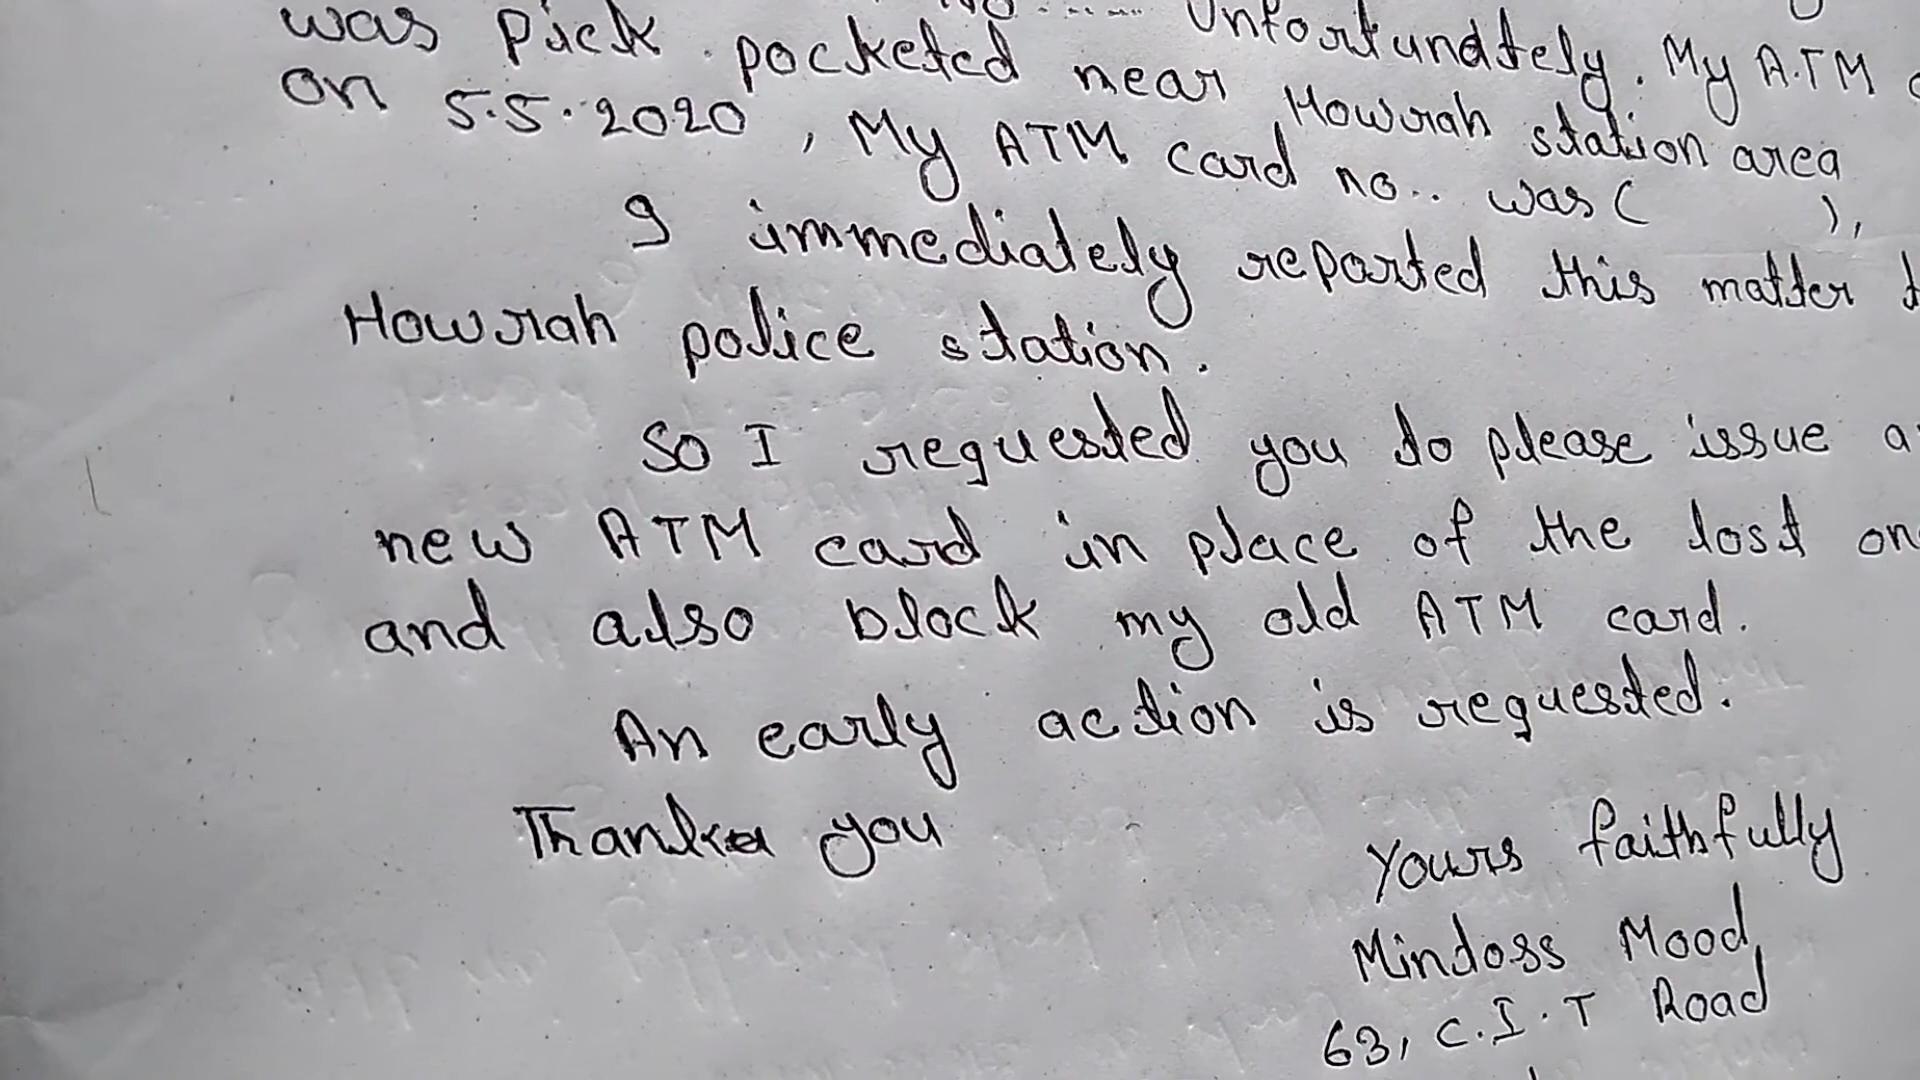 No...... Unfortunately. My A.TM
was pick pocketed near Howrah station area
on 5.5.2020, My ATM card no.. was (        ),
I immediately reported this matter
Howrah police station.
So I requested you to please issue a
new ATM card in place of the lost on
and also block my old ATM card.
An early action is requested.
Thanks you
Yours faithfully
Mindoss Mood,
63, C.I.T Road